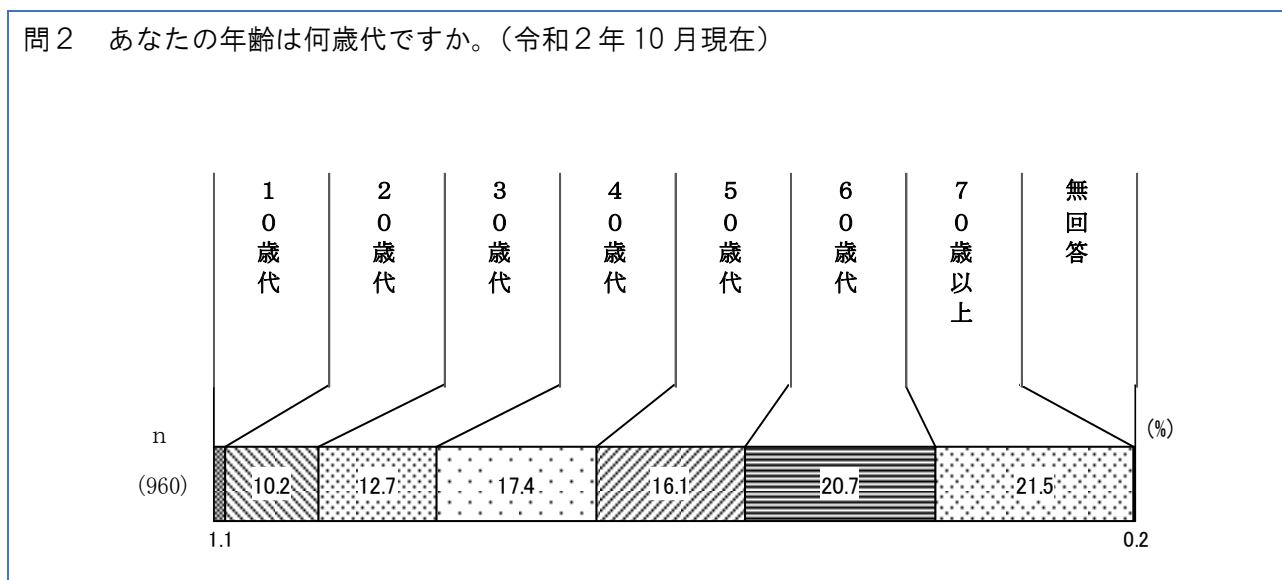 問２　あなたの年齢は何歳代ですか。（令和２年10月現在）
１０歳代
２０歳代
３０歳代
４０歳代
５０歳代
６０歳代
７０歳以上
無回答
(%)
n
(960)
10.2
12.7
17.4
16.1
20.7
21.5
1.1
0.2